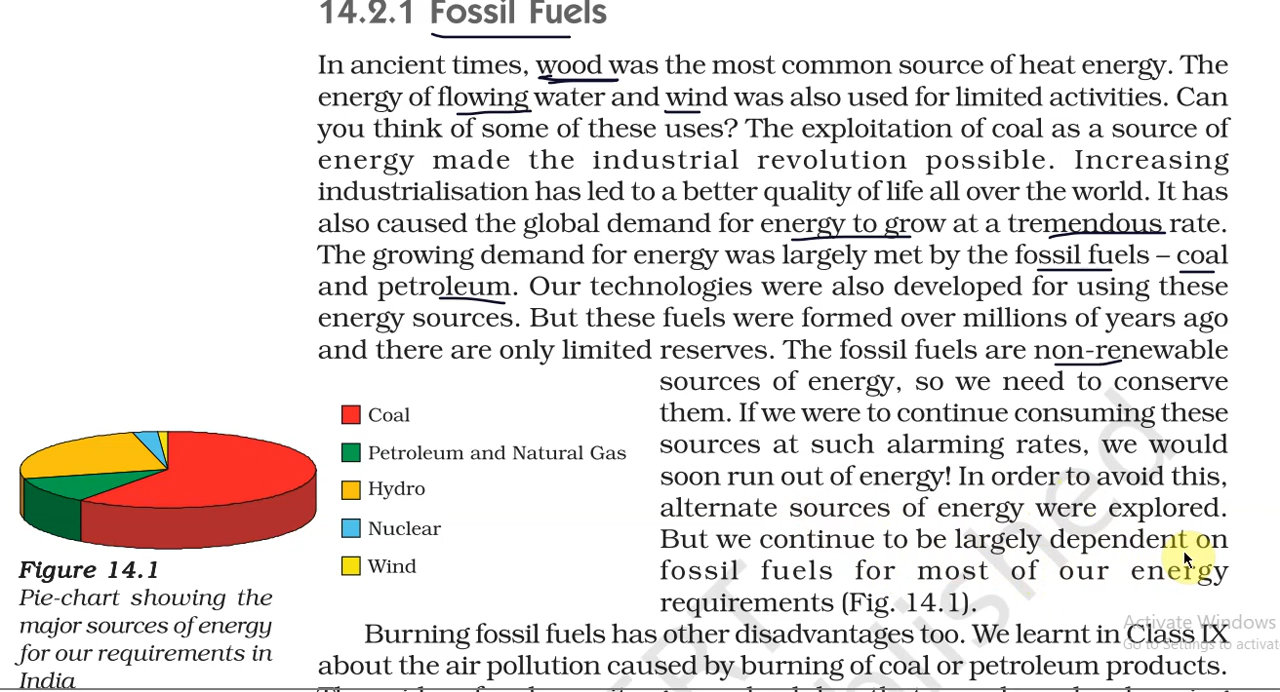 14.2.1 Fossil Fuels
In ancient times, wood was the most common source of heat energy. The
energy of flowing water and wind was also used for limited activities. Can
you think of some of these uses? The exploitation of coal as a source of
energy made the industrial revolution possible. Increasing
industrialisation has led to a better quality of life all over the world. It has
also caused the global demand for energy to grow at a tremendous rate.
The growing demand for energy was largely met by the fossil fuels – coal
and petroleum. Our technologies were also developed for using these
energy sources. But these fuels were formed over millions of years ago
and there are only limited reserves. The fossil fuels are non-renewable
sources of energy, so we need to conserve
them. If we were to continue consuming these
sources at such alarming rates, we would
soon run out of energy! In order to avoid this,
alternate sources of energy were explored.
But we continue to be largely dependent on
fossil fuels for most of our energy
requirements (Fig. 14.1).
Coal
Petroleum and Natural Gas
Hydro
Nuclear
Wind
Figure 14.1
Pie-chart showing the
major sources of energy
for our requirements in
India
Burning fossil fuels has other disadvantages too. We learnt in Class IX
about the air pollution caused by burning of coal or petroleum products.
Activate Windows
Go to Settings to activat